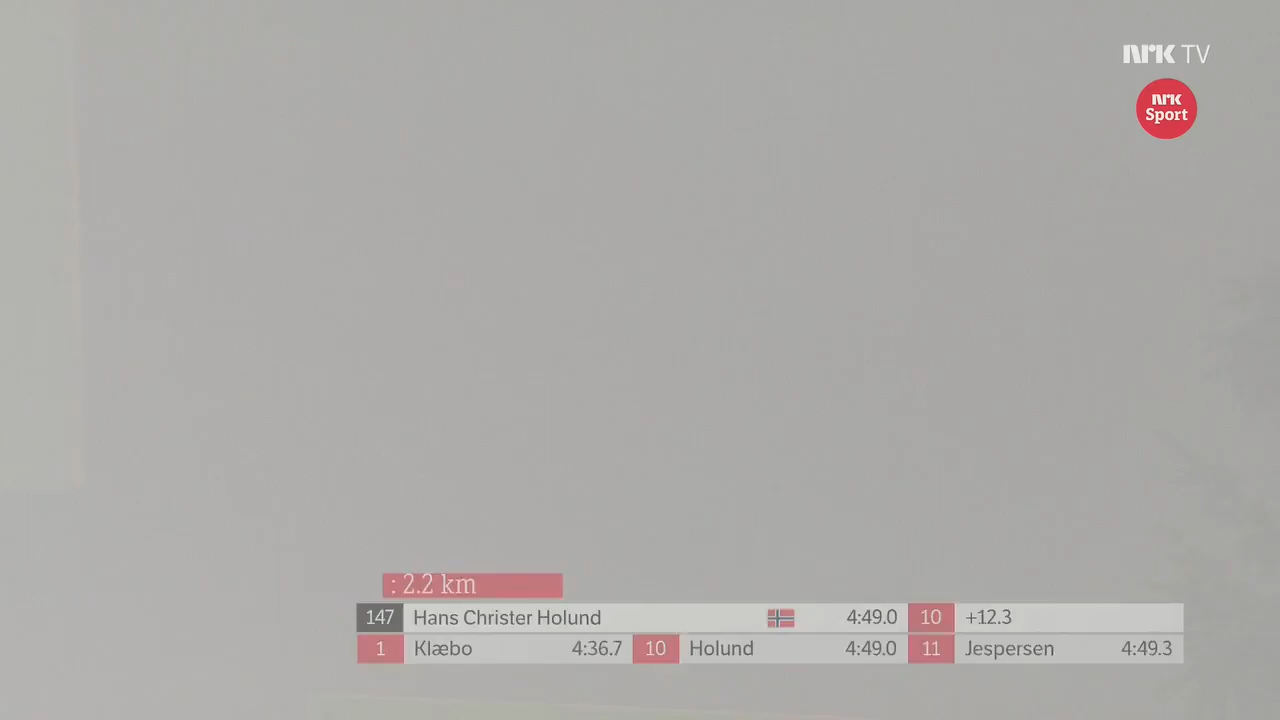 NRK TV
NRK
Sport
: 2.2 km
147 Hans Christer Holund 4:49.0 10 +12.3
1 Klæbo 4:36.7 10 Holund 4:49.0 11 Jespersen 4:49.3